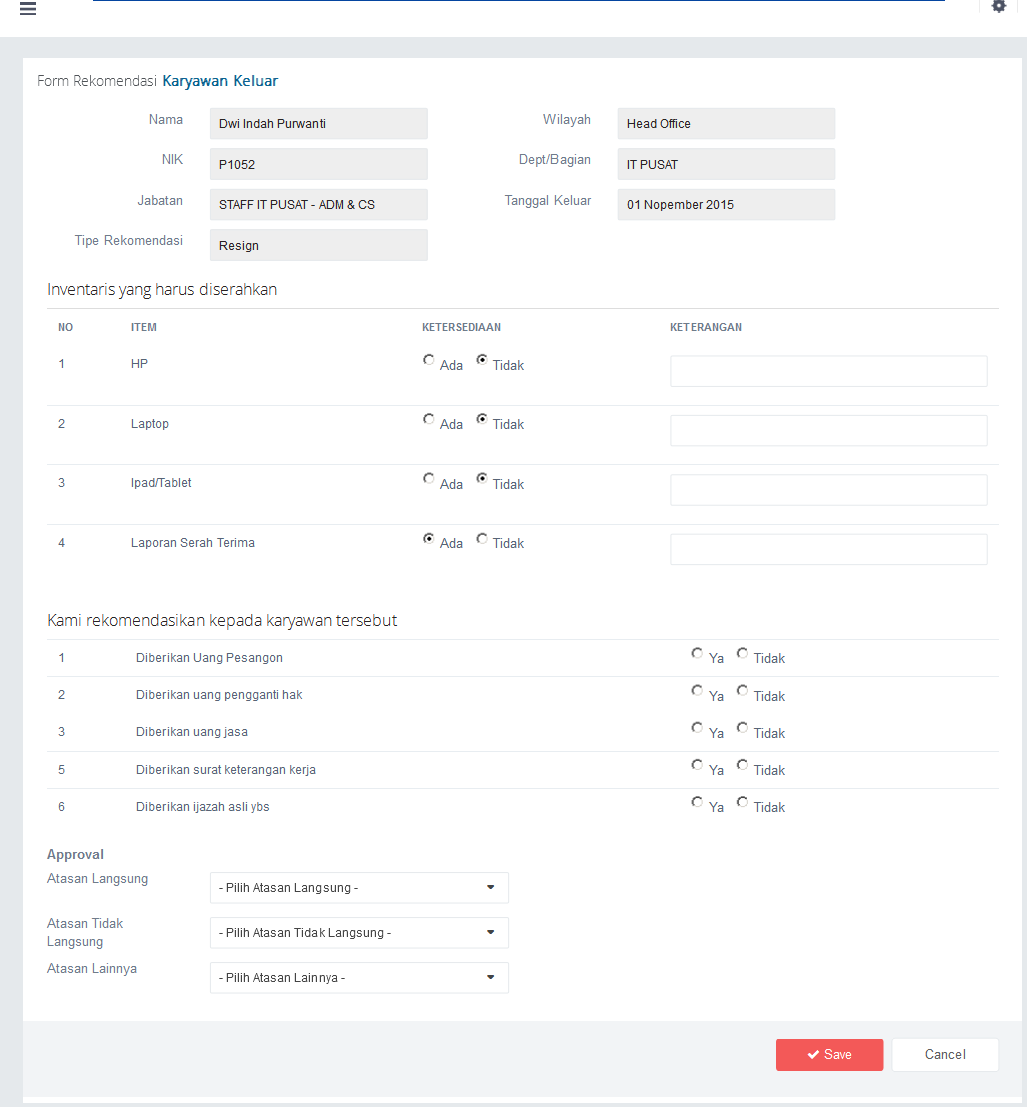 Form Rekomendasi Karyawan Keluar
Nama Dwi Indah Purwanti Wilayah Head Office
NIK P1052 Dept/Bagian IT PUSAT
Jabatan STAFF IT PUSAT - ADM & CS Tanggal Keluar 01 Nopember 2015
Tipe Rekomendasi Resign
Inventaris yang harus diserahkan
NO ITEM KETERSEDIAAN KETERANGAN
1 HP Ada Tidak
2 Laptop Ada Tidak
3 Ipad/Tablet Ada Tidak
4 Laporan Serah Terima Ada Tidak
Kami rekomendasikan kepada karyawan tersebut
1 Diberikan Uang Pesangon Ya Tidak
2 Diberikan uang pengganti hak Ya Tidak
3 Diberikan uang jasa Ya Tidak
5 Diberikan surat keterangan kerja Ya Tidak
6 Diberikan ijazah asli ybs Ya Tidak
Approval
Atasan Langsung - Pilih Atasan Langsung -
Atasan Tidak
Langsung - Pilih Atasan Tidak Langsung -
Atasan Lainnya - Pilih Atasan Lainnya -
Save Cancel